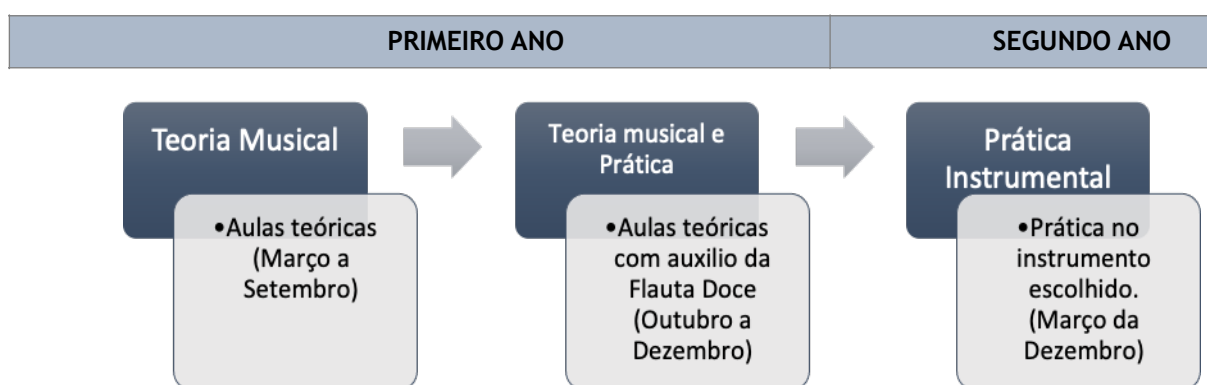 PRIMEIRO ANO
SEGUNDO ANO
Teoria Musical
•Aulas teóricas
(Março a
Setembro)
Teoria musical e
Prática
•Aulas teóricas
com auxilio da
Flauta Doce
(Outubro a
Dezembro)
Prática
Instrumental
•Prática no
instrumento
escolhido.
(Março da
Dezembro)